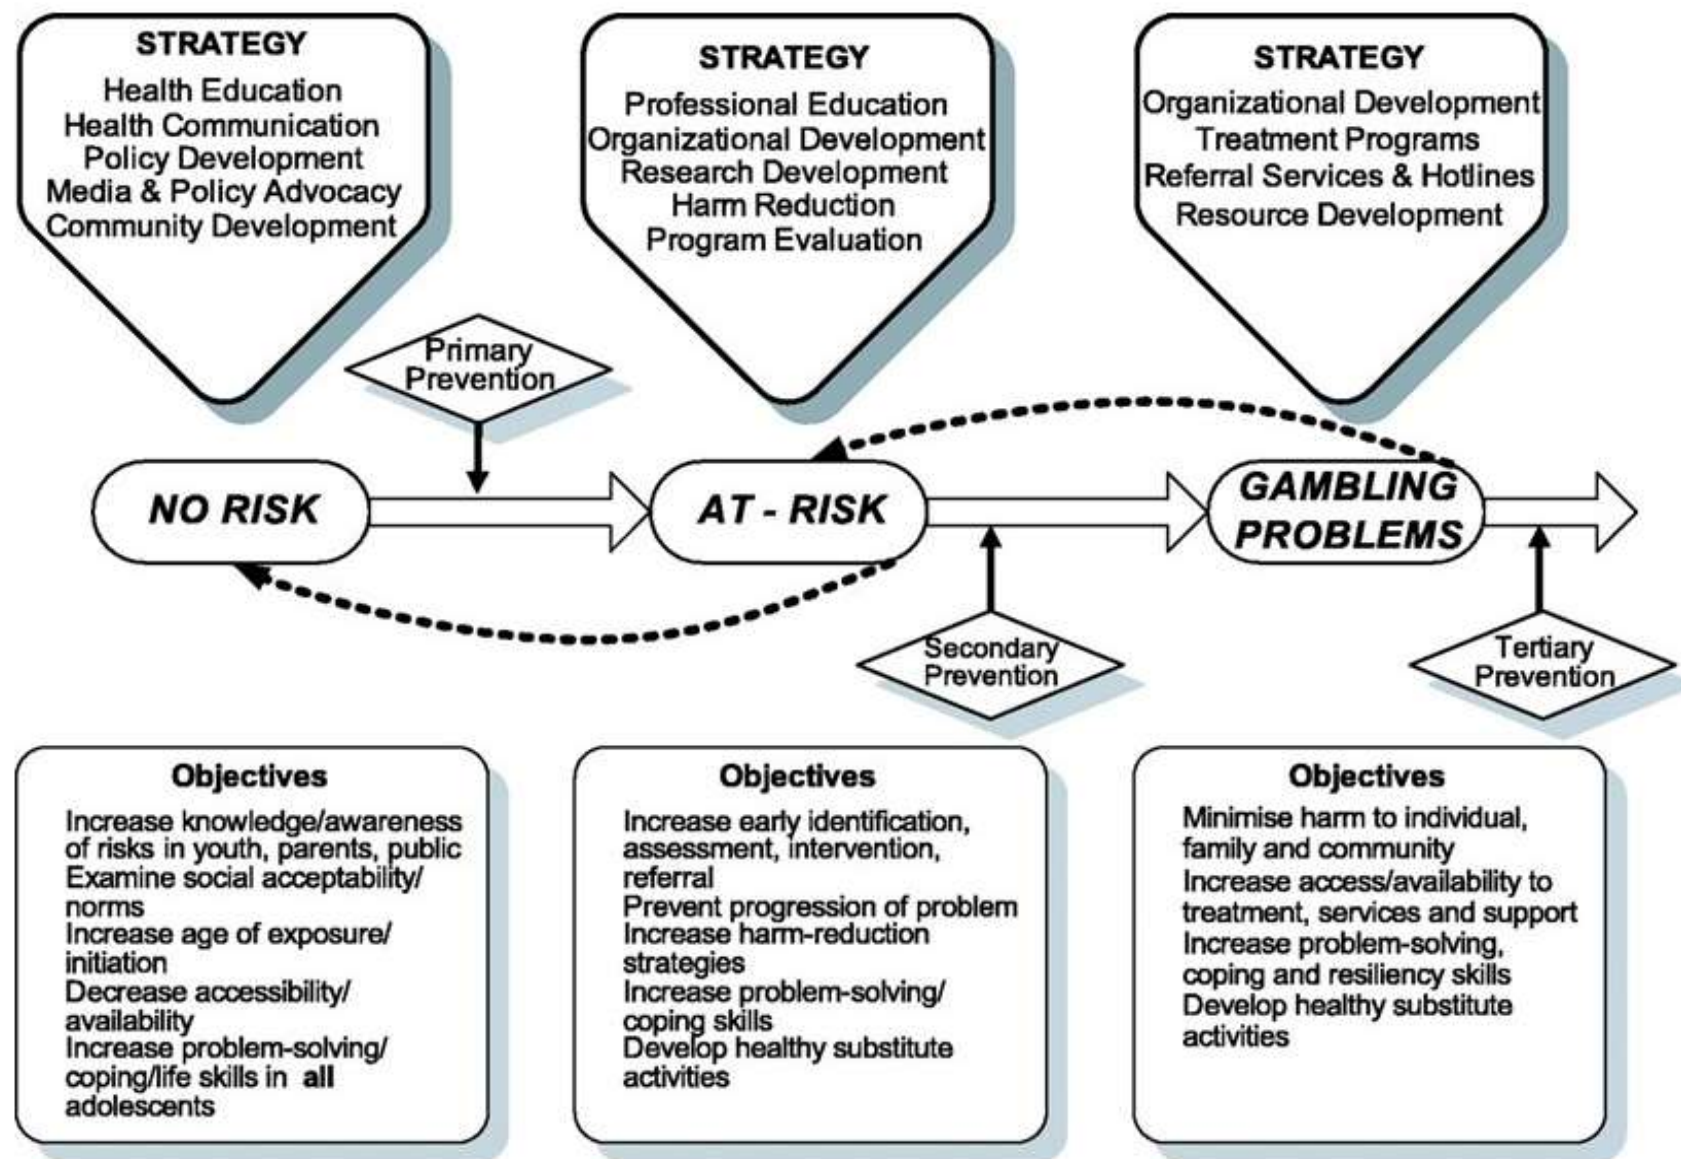 STRATEGY
Health Education
Health Communication
Policy Development
Media & Policy Advocacy
Community Development
STRATEGY
Professional Education
Organizational Development
Research Development
Harm Reduction
Program Evaluation
STRATEGY
Organizational Development
Treatment Programs
Referral Services & Hotlines
Resource Development
Primary
Prevention
NO RISK
AT - RISK
GAMBLING
PROBLEMS
Secondary
Prevention
Tertiary
Prevention
Objectives
Increase knowledge/awareness
of risks in youth, parents, public
Examine social acceptability/
norms
Increase age of exposure/
initiation
Decrease accessibility/
availability
Increase problem-solving/
coping/life skills in all
adolescents
Objectives
Increase early identification,
assessment, intervention,
referral
Prevent progression of problem
Increase harm-reduction
strategies
Increase problem-solving/
coping skills
Develop healthy substitute
activities
Objectives
Minimise harm to individual,
family and community
Increase access/availability to
treatment, services and support
Increase problem-solving,
coping and resiliency skills
Develop healthy substitute
activities